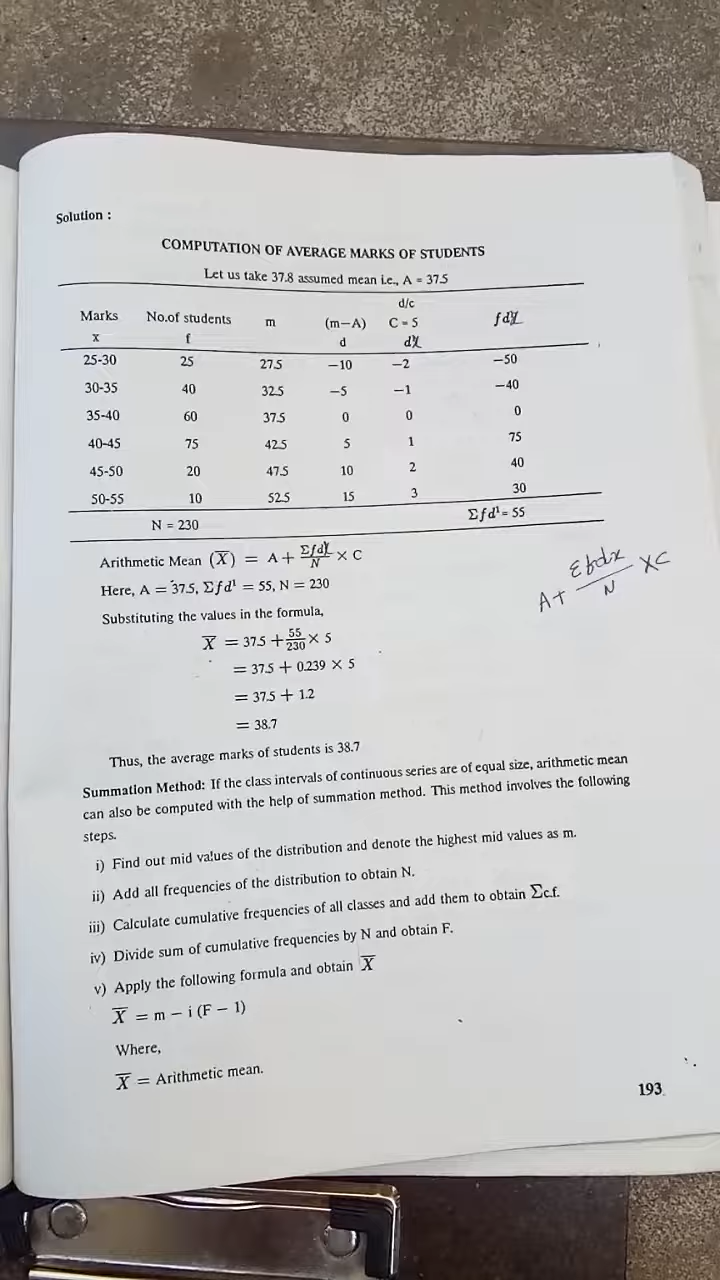 Solution :
COMPUTATION OF AVERAGE MARKS OF STUDENTS
Let us take 37.8 assumed mean i.e., A = 37.5
d/c
Marks No.of students m (m−A) C = 5 fdx
x f d dx
25-30 25 27.5 −10 −2 −50
30-35 40 32.5 −5 −1 −40
35-40 60 37.5 0 0 0
40-45 75 42.5 5 1 75
45-50 20 47.5 10 2 40
50-55 10 52.5 15 3 30
N = 230 Σfd¹ = 55
Arithmetic Mean (X̅) = A + Σfdx/N × C
Here, A = 37.5, Σfd¹ = 55, N = 230
A+ Σfdx/N XC
Substituting the values in the formula,
X̅ = 37.5 + 55/230 × 5
= 37.5 + 0.239 × 5
= 37.5 + 1.2
= 38.7
Thus, the average marks of students is 38.7
Summation Method: If the class intervals of continuous series are of equal size, arithmetic mean
can also be computed with the help of summation method. This method involves the following
steps.
i) Find out mid values of the distribution and denote the highest mid values as m.
ii) Add all frequencies of the distribution to obtain N.
iii) Calculate cumulative frequencies of all classes and add them to obtain Σc.f.
iv) Divide sum of cumulative frequencies by N and obtain F.
v) Apply the following formula and obtain X̅
X̅ = m − i (F − 1)
Where,
X̅ = Arithmetic mean.
193